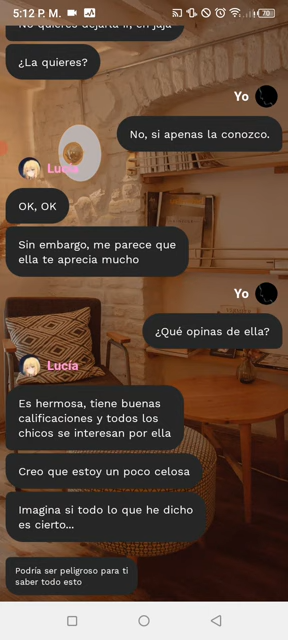 5:12 P. M.
70
No quieres dejarla ir, eh jaja
¿La quieres?
Yo
No, si apenas la conozco.
Lucía
OK, OK
Sin embargo, me parece que
ella te aprecia mucho
Yo
¿Qué opinas de ella?
Lucía
Es hermosa, tiene buenas
calificaciones y todos los
chicos se interesan por ella
Creo que estoy un poco celosa
Imagina si todo lo que he dicho
es cierto...
Podría ser peligroso para ti
saber todo esto